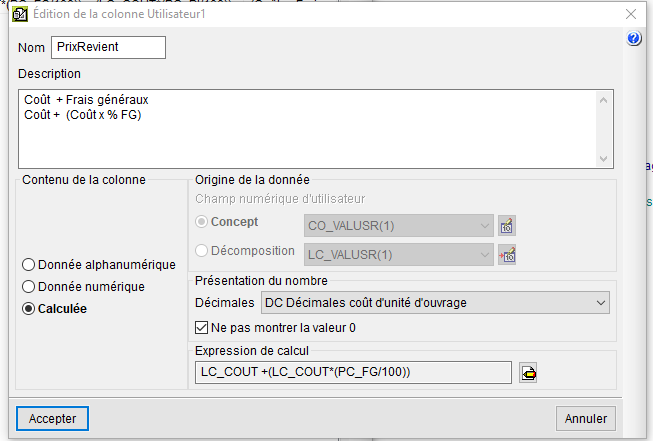 Édition de la colonne Utilisateur1
Nom PrixRevient
Description
Coût + Frais généraux
Coût + (Coût x % FG)
Contenu de la colonne
Donnée alphanumérique
Donnée numérique
Calculée
Origine de la donnée
Champ numérique d'utilisateur
Concept CO_VALUSR(1)
Décomposition LC_VALUSR(1)
Présentation du nombre
Décimales DC Décimales coût d'unité d'ouvrage
Ne pas montrer la valeur 0
Expression de calcul
LC_COUT +(LC_COUT*(PC_FG/100))
Accepter
Annuler